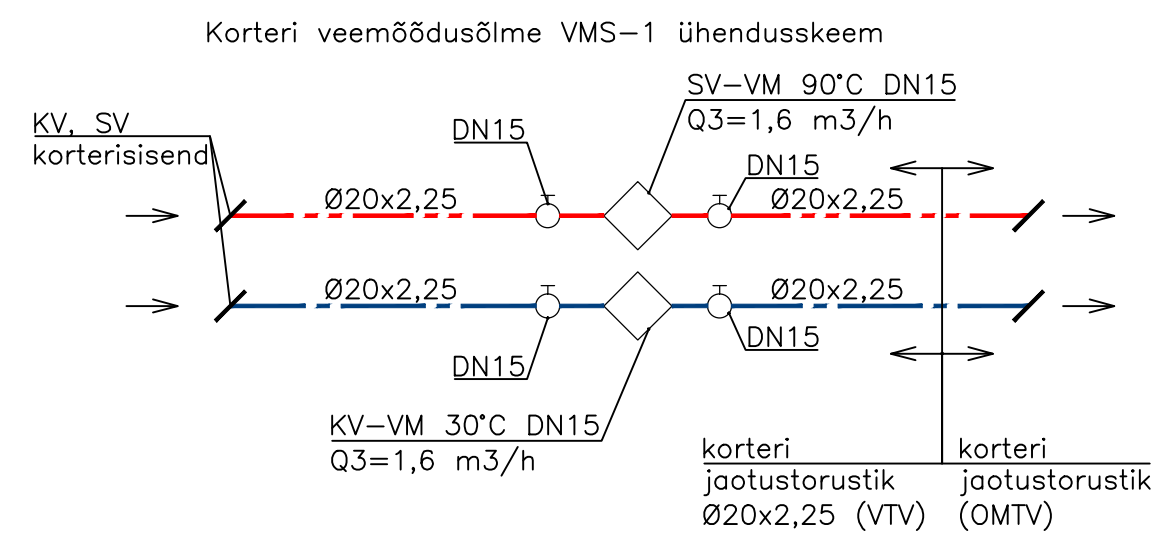 Korteri veemõõdusõlme VMS-1 ühendusskeem
SV-VM 90°C DN15
Q3=1,6 m3/h
KV, SV
korterisisend
DN15
DN15
Ø20x2,25
Ø20x2,25
Ø20x2,25
Ø20x2,25
DN15
DN15
KV-VM 30°C DN15
Q3=1,6 m3/h
korteri
jaotustorustik
Ø20x2,25 (VTV)
korteri
jaotustorustik
(OMTV)